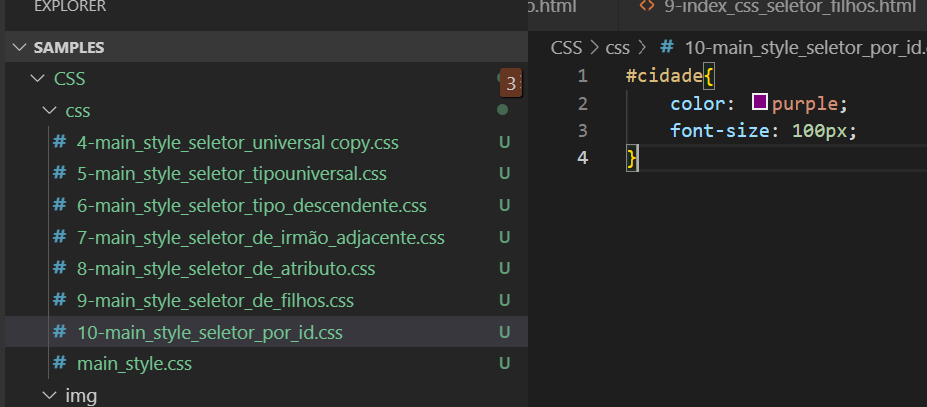 EXPLORER
SAMPLES
CSS
3
css
# 4-main_style_seletor_universal copy.css U
# 5-main_style_seletor_tipouniversal.css U
# 6-main_style_seletor_tipo_descendente.css U
# 7-main_style_seletor_de_irmão_adjacente.css U
# 8-main_style_seletor_de_atributo.css U
# 9-main_style_seletor_de_filhos.css U
# 10-main_style_seletor_por_id.css U
# main_style.css U
img
.html <> 9-index_css_seletor_filhos.html
CSS > css > # 10-main_style_seletor_por_id.
1 #cidade{
2 color: purple;
3 font-size: 100px;
4 }